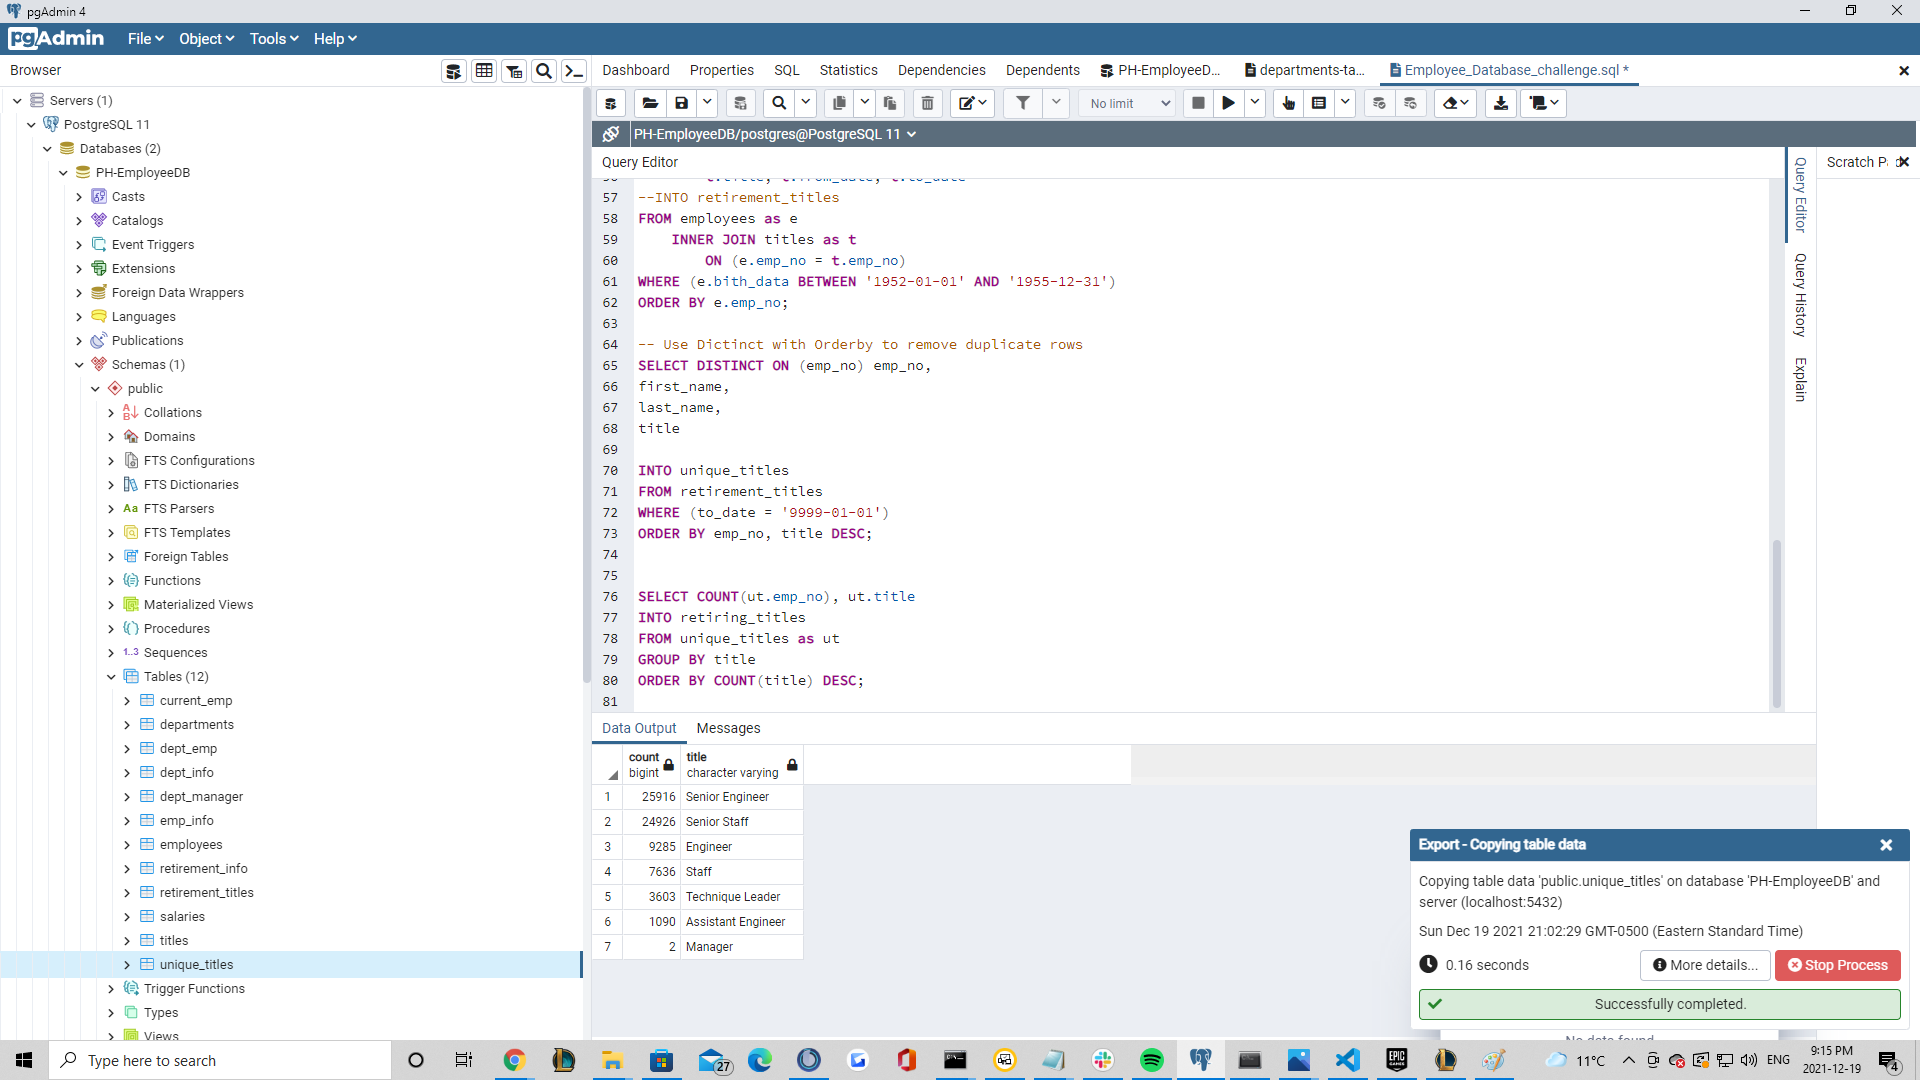 pgAdmin 4
pgAdmin File Object Tools Help
Browser
Dashboard Properties SQL Statistics Dependencies Dependents PH-EmployeeD... departments-ta... Employee_Database_challenge.sql *
No limit
PH-EmployeeDB/postgres@PostgreSQL 11
Query Editor
Scratch P
Query Editor
Query History
Explain
Servers (1)
PostgreSQL 11
Databases (2)
PH-EmployeeDB
Casts
Catalogs
Event Triggers
Extensions
Foreign Data Wrappers
Languages
Publications
Schemas (1)
public
Collations
Domains
FTS Configurations
FTS Dictionaries
Aa FTS Parsers
FTS Templates
Foreign Tables
Functions
Materialized Views
Procedures
1..3 Sequences
Tables (12)
current_emp
departments
dept_emp
dept_info
dept_manager
emp_info
employees
retirement_info
retirement_titles
salaries
titles
unique_titles
Trigger Functions
Types
Views
56 t.title, t.from_date, t.to_date
57 --INTO retirement_titles
58 FROM employees as e
59 INNER JOIN titles as t
60 ON (e.emp_no = t.emp_no)
61 WHERE (e.bith_data BETWEEN '1952-01-01' AND '1955-12-31')
62 ORDER BY e.emp_no;
63
64 -- Use Dictinct with Orderby to remove duplicate rows
65 SELECT DISTINCT ON (emp_no) emp_no,
66 first_name,
67 last_name,
68 title
69
70 INTO unique_titles
71 FROM retirement_titles
72 WHERE (to_date = '9999-01-01')
73 ORDER BY emp_no, title DESC;
74
75
76 SELECT COUNT(ut.emp_no), ut.title
77 INTO retiring_titles
78 FROM unique_titles as ut
79 GROUP BY title
80 ORDER BY COUNT(title) DESC;
81
Data Output Messages
count bigint title character varying
1 25916 Senior Engineer
2 24926 Senior Staff
3 9285 Engineer
4 7636 Staff
5 3603 Technique Leader
6 1090 Assistant Engineer
7 2 Manager
Export - Copying table data
Copying table data 'public.unique_titles' on database 'PH-EmployeeDB' and
server (localhost:5432)
Sun Dec 19 2021 21:02:29 GMT-0500 (Eastern Standard Time)
0.16 seconds More details... Stop Process
Successfully completed.
No data found
Type here to search
27
EPIC GAMES
11°C ENG
9:15 PM
2021-12-19
4